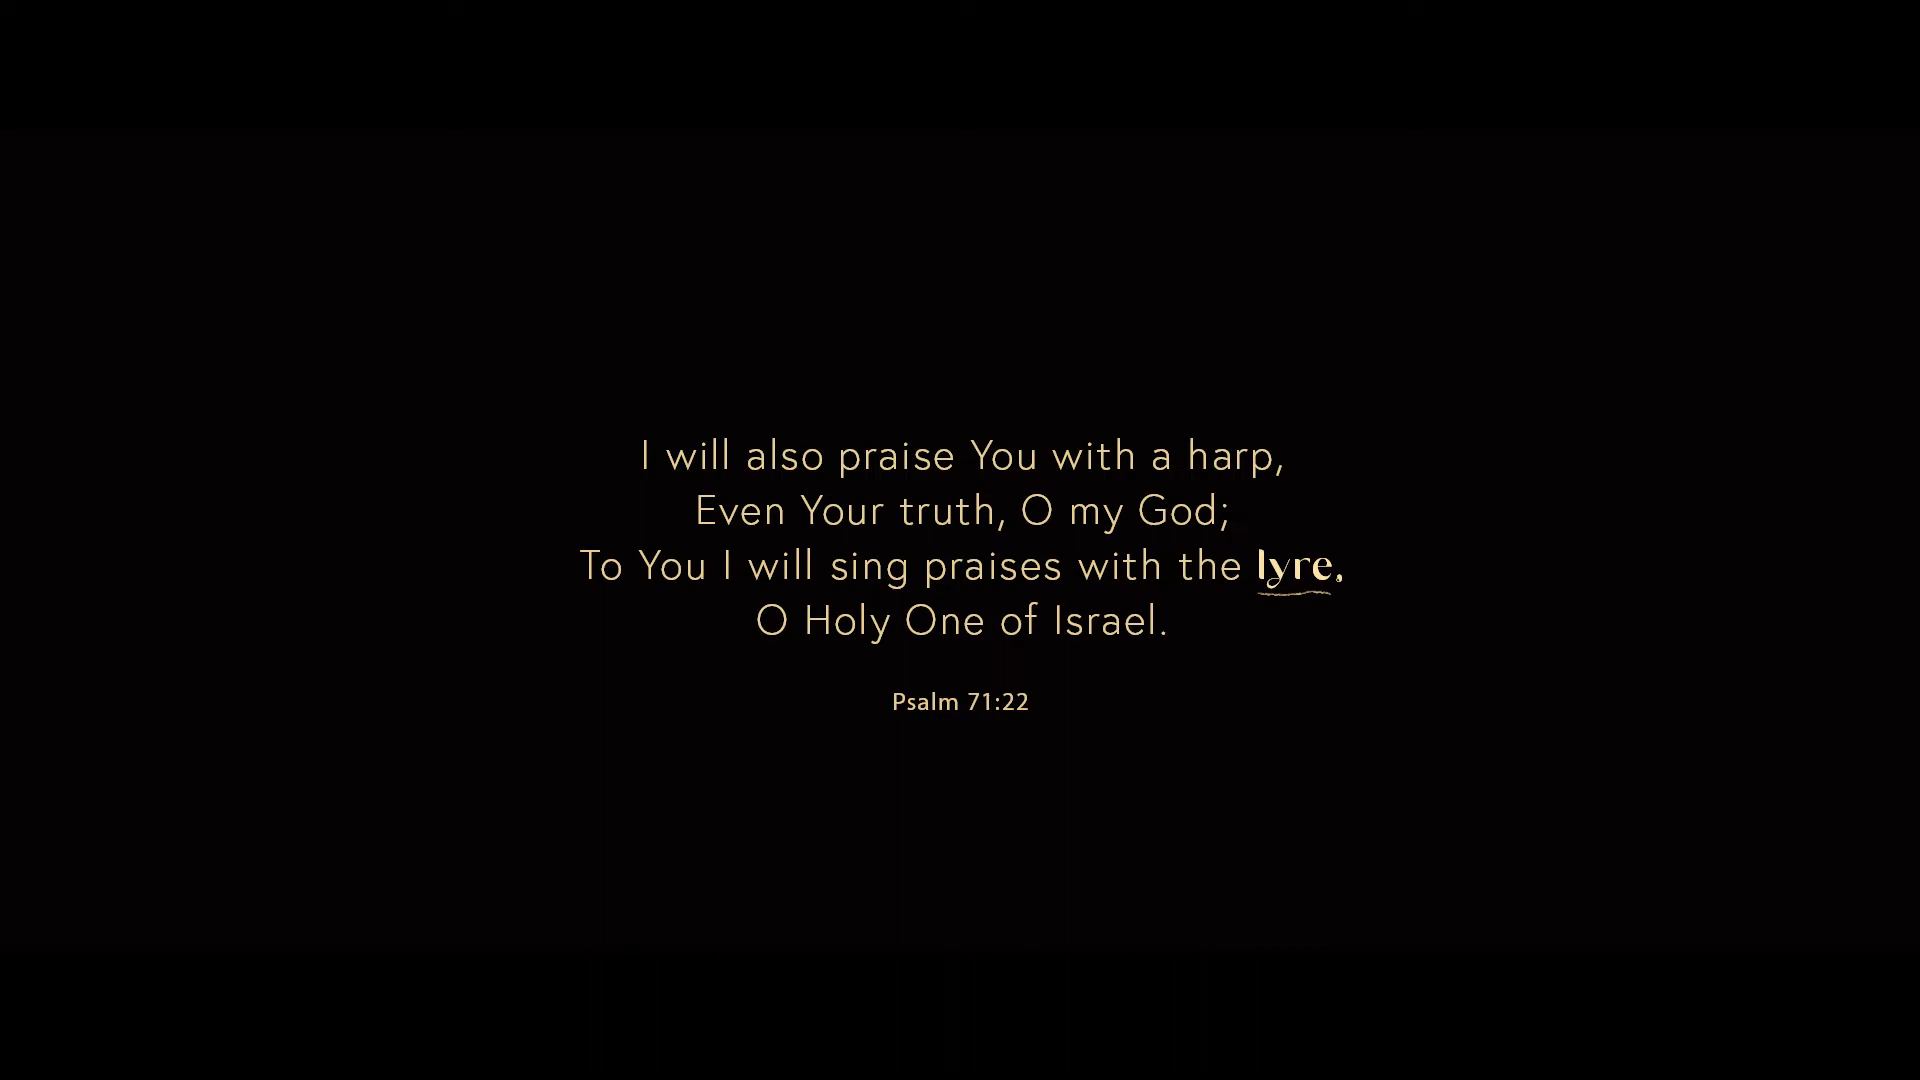 I will also praise You with a harp,
Even Your truth, O my God;
To You I will sing praises with the lyre,
O Holy One of Israel.
Psalm 71:22